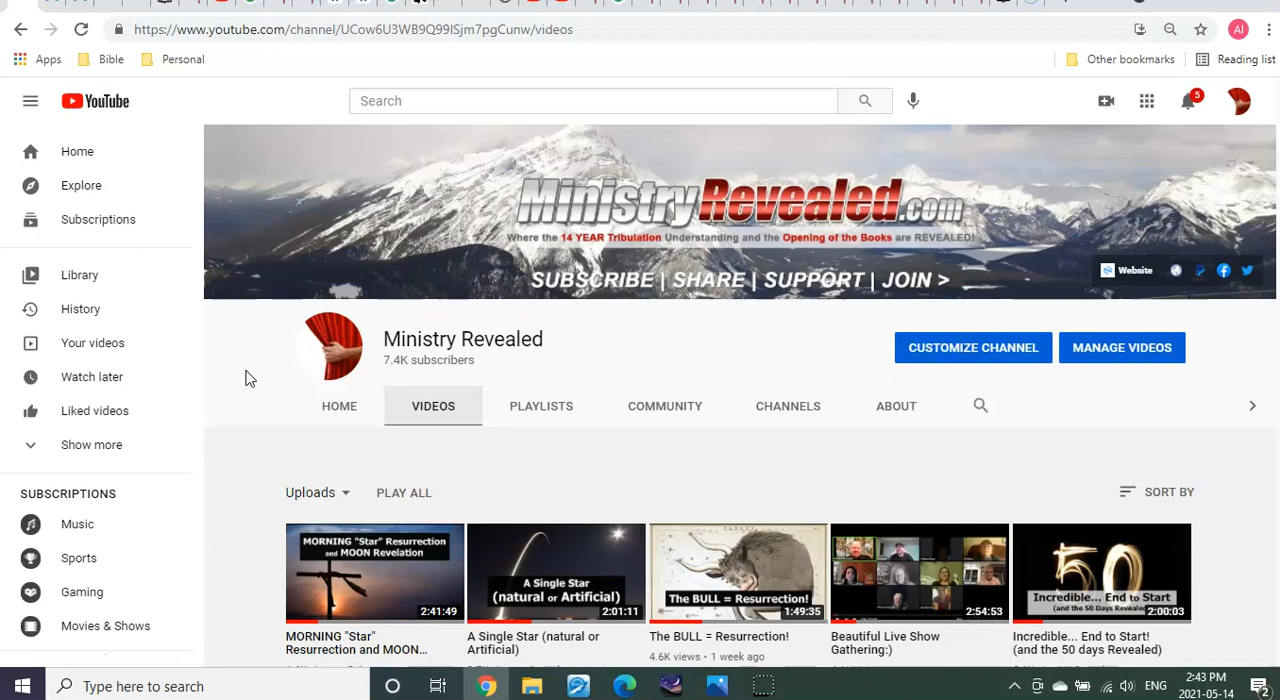 https://www.youtube.com/channel/UCow6U3WB9Q99ISjm7pgCunw/videos
AI
Apps
Bible
Personal
Other bookmarks
Reading list
YouTube
Search
5
Home
Explore
Subscriptions
Library
History
Your videos
Watch later
Liked videos
Show more
SUBSCRIPTIONS
Music
Sports
Gaming
Movies & Shows
MinistryRevealed.com
Where the 14 YEAR Tribulation Understanding and the Opening of the Books are REVEALED!
SUBSCRIBE | SHARE | SUPPORT | JOIN >
Website
Ministry Revealed
7.4K subscribers
CUSTOMIZE CHANNEL
MANAGE VIDEOS
HOME
VIDEOS
PLAYLISTS
COMMUNITY
CHANNELS
ABOUT
Uploads
PLAY ALL
SORT BY
MORNING "Star" Resurrection
and MOON Revelation
2:41:49
MORNING "Star"
Resurrection and MOON...
A Single Star
(natural or Artificial)
2:01:11
A Single Star (natural or
Artificial)
The BULL = Resurrection!
1:49:35
The BULL = Resurrection!
4.6K views • 1 week ago
2:54:53
Beautiful Live Show
Gathering:)
50
Incredible... End to Start
(and the 50 Days Revealed)
2:00:03
Incredible... End to Start!
(and the 50 days Revealed)
Type here to search
ENG
2:43 PM
2021-05-14
2